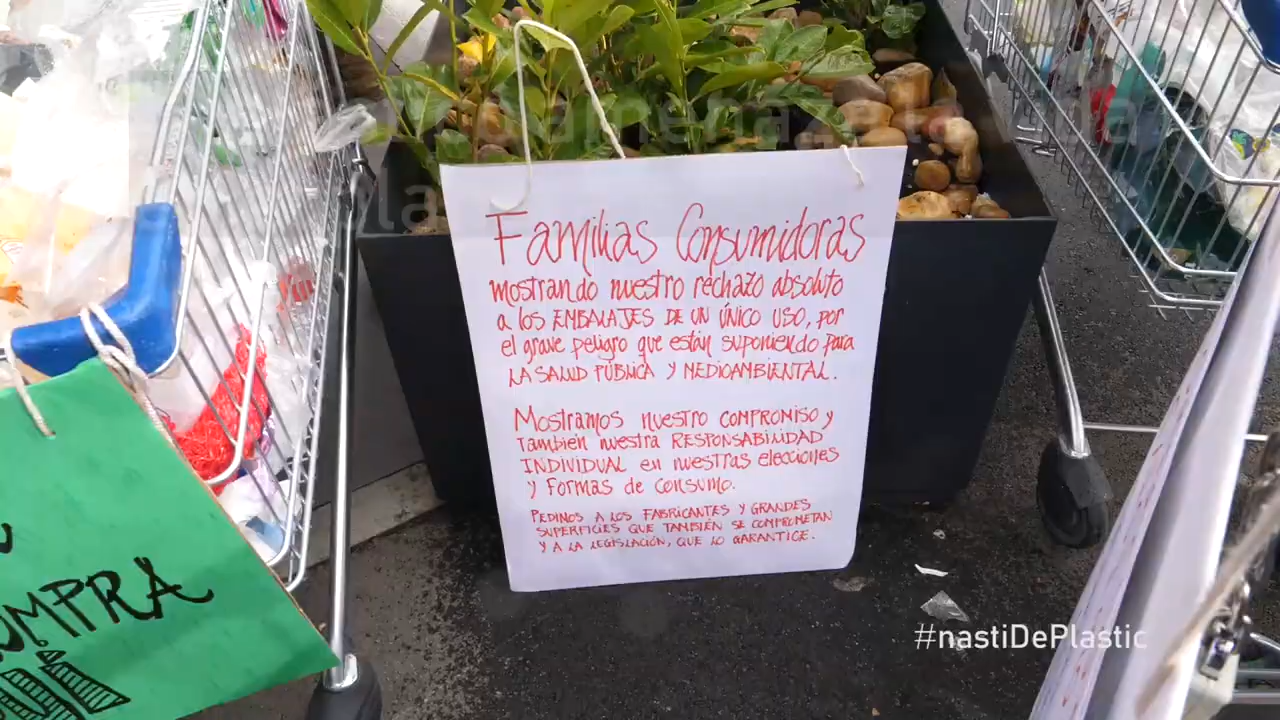 Familias Consumidoras
mostrando nuestro rechazo absoluto
a los EMBALAJES DE UN ÚNICO USO, por
el grave peligro que están suponiendo para
LA SALUD PÚBLICA Y MEDIOAMBIENTAL.
Mostramos nuestro COMPROMISO y
también nuestra RESPONSABILIDAD
INDIVIDUAL en nuestras elecciones
y formas de consumo.
PEDIMOS A LOS FABRICANTES Y GRANDES
SUPERFICIES QUE TAMBIÉN SE COMPROMETAN
Y A LA LEGISLACIÓN, QUE LO GARANTICE.
#nastiDePlastic